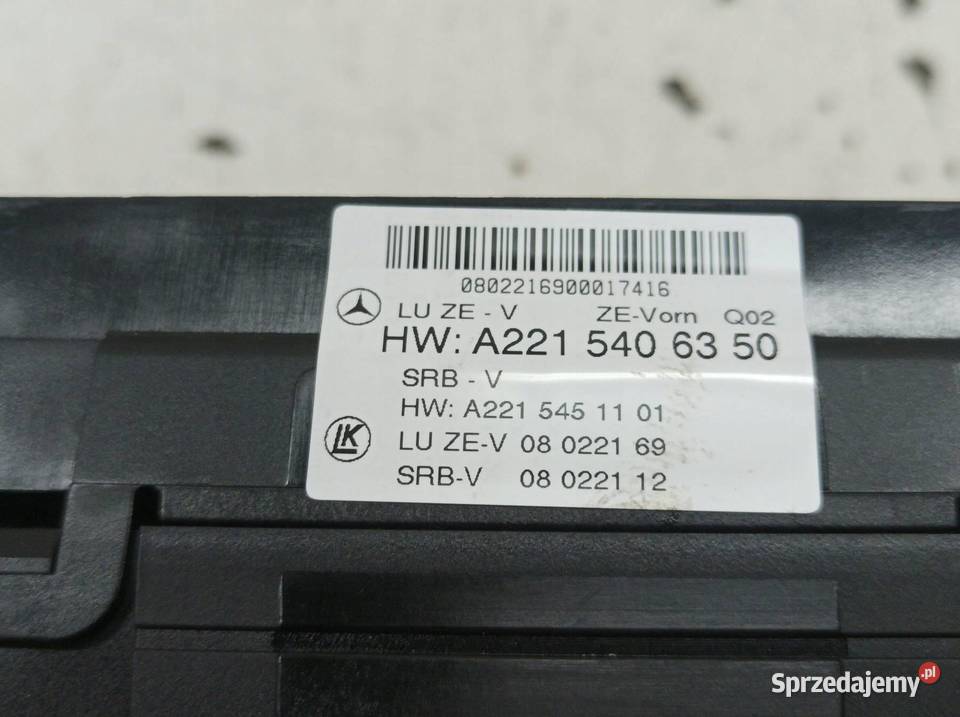 0802216900017416
LU ZE - V ZE-Vorn Q02
HW: A221 540 63 50
SRB - V
HW: A221 545 11 01
LK LU ZE-V 08 0221 69
SRB-V 08 0221 12
Sprzedajemy.pl